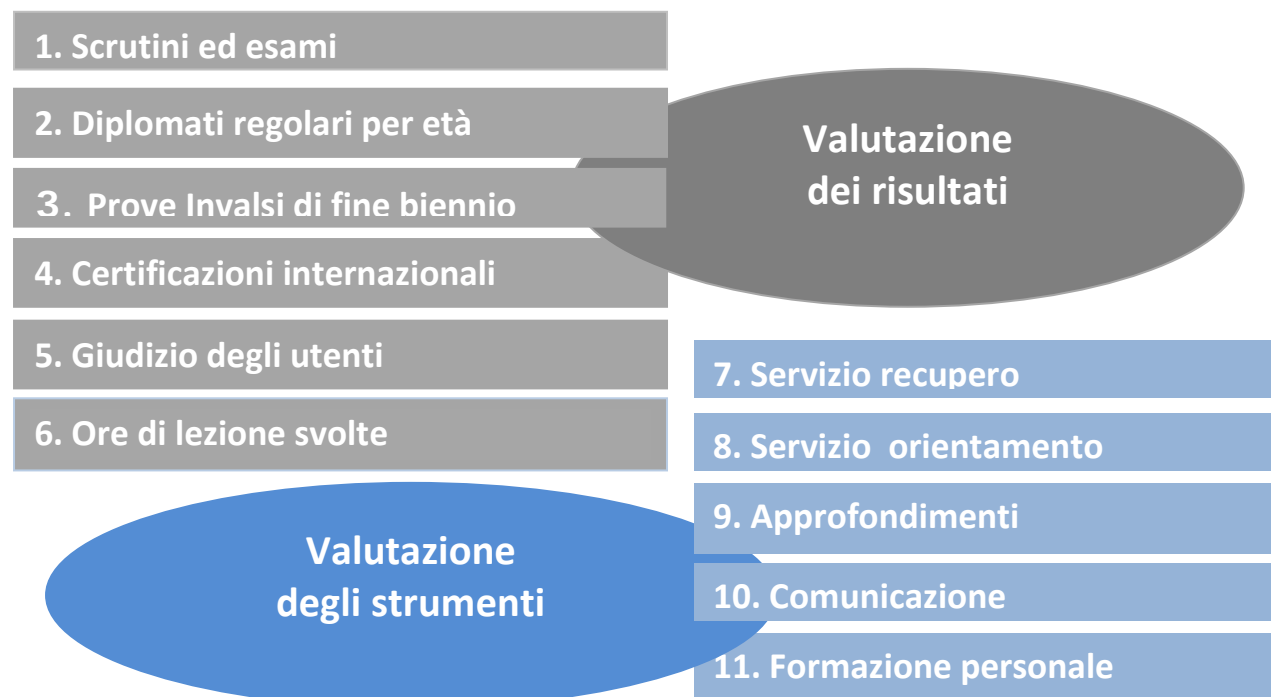 1. Scrutini ed esami
2. Diplomati regolari per età
3. Prove Invalsi di fine biennio
4. Certificazioni internazionali
5. Giudizio degli utenti
6. Ore di lezione svolte
Valutazione
dei risultati
7. Servizio recupero
8. Servizio orientamento
9. Approfondimenti
10. Comunicazione
11. Formazione personale
Valutazione
degli strumenti